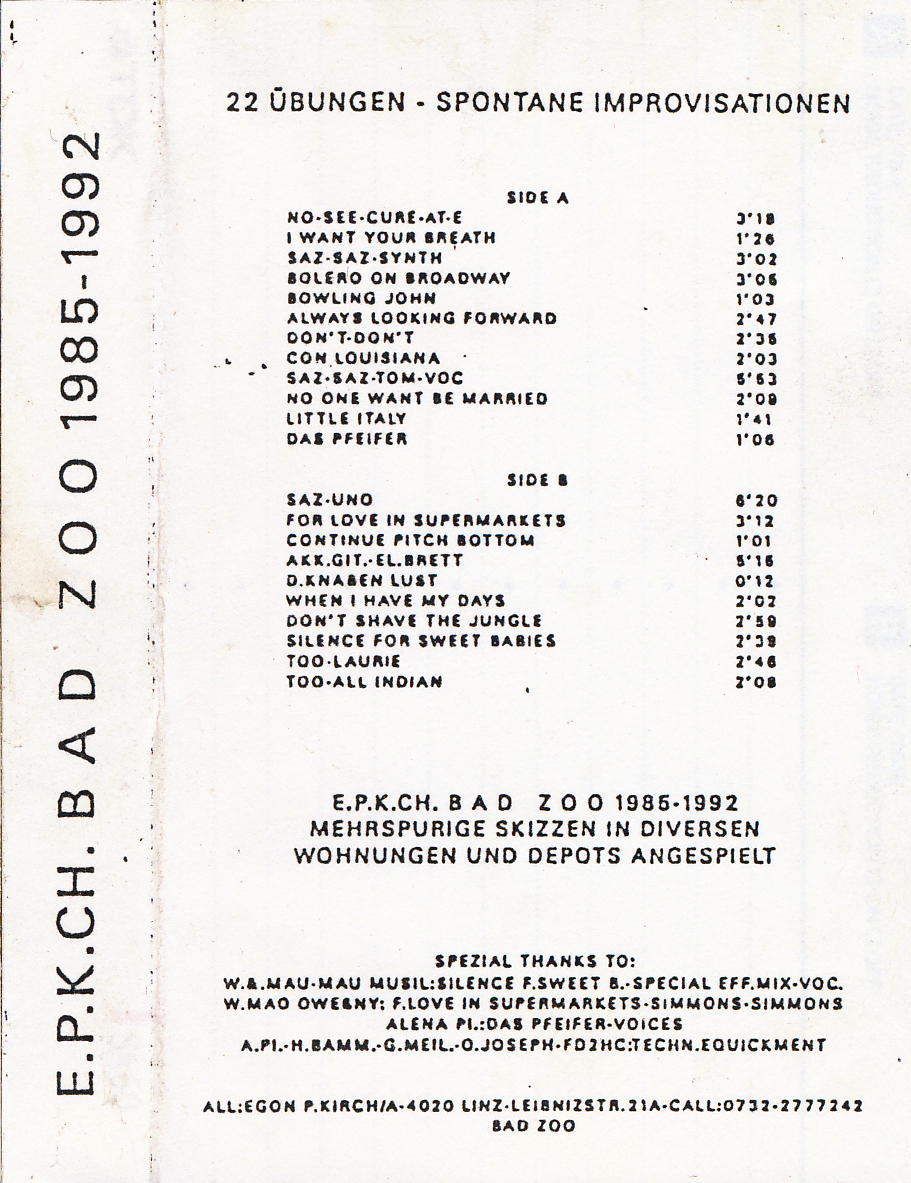 E.P.K.CH. B A D Z O O 1985-1992
22 ÜBUNGEN - SPONTANE IMPROVISATIONEN
SIDE A
NO-SEE-CURE-AT-E 3'18
I WANT YOUR BREATH 1'26
SAZ-SAZ-SYNTH 3'02
BOLERO ON BROADWAY 3'06
BOWLING JOHN 1'03
ALWAYS LOOKING FORWARD 2'47
DON'T-DON'T 2'36
CON LOUISIANA 2'03
SAZ-SAZ-TOM-VOC 5'53
NO ONE WANT BE MARRIED 2'09
LITTLE ITALY 1'41
DAS PFEIFER 1'06
SIDE B
SAZ-UNO 6'20
FOR LOVE IN SUPERMARKETS 3'12
CONTINUE PITCH BOTTOM 1'01
AKK.GIT.-EL.BRETT 5'16
D.KNABEN LUST 0'12
WHEN I HAVE MY DAYS 2'02
DON'T SHAVE THE JUNGLE 2'59
SILENCE FOR SWEET BABIES 2'39
TOO-LAURIE 2'46
TOO-ALL INDIAN 2'08
E.P.K.CH. B A D Z O O 1985-1992
MEHRSPURIGE SKIZZEN IN DIVERSEN
WOHNUNGEN UND DEPOTS ANGESPIELT
SPEZIAL THANKS TO:
W.&.MAU-MAU MUSIL:SILENCE F.SWEET B.-SPECIAL EFF.MIX-VOC.
W.MAO OWESNY: F.LOVE IN SUPERMARKETS-SIMMONS-SIMMONS
ALENA PI.:DAS PFEIFER-VOICES
A.PI.-H.BAMM.-G.MEIL.-O.JOSEPH-FD2HC:TECHN.EQUICKMENT
ALL:EGON P.KIRCH/A-4020 LINZ-LEIBNIZSTR.21A-CALL:0732-2777242
BAD ZOO